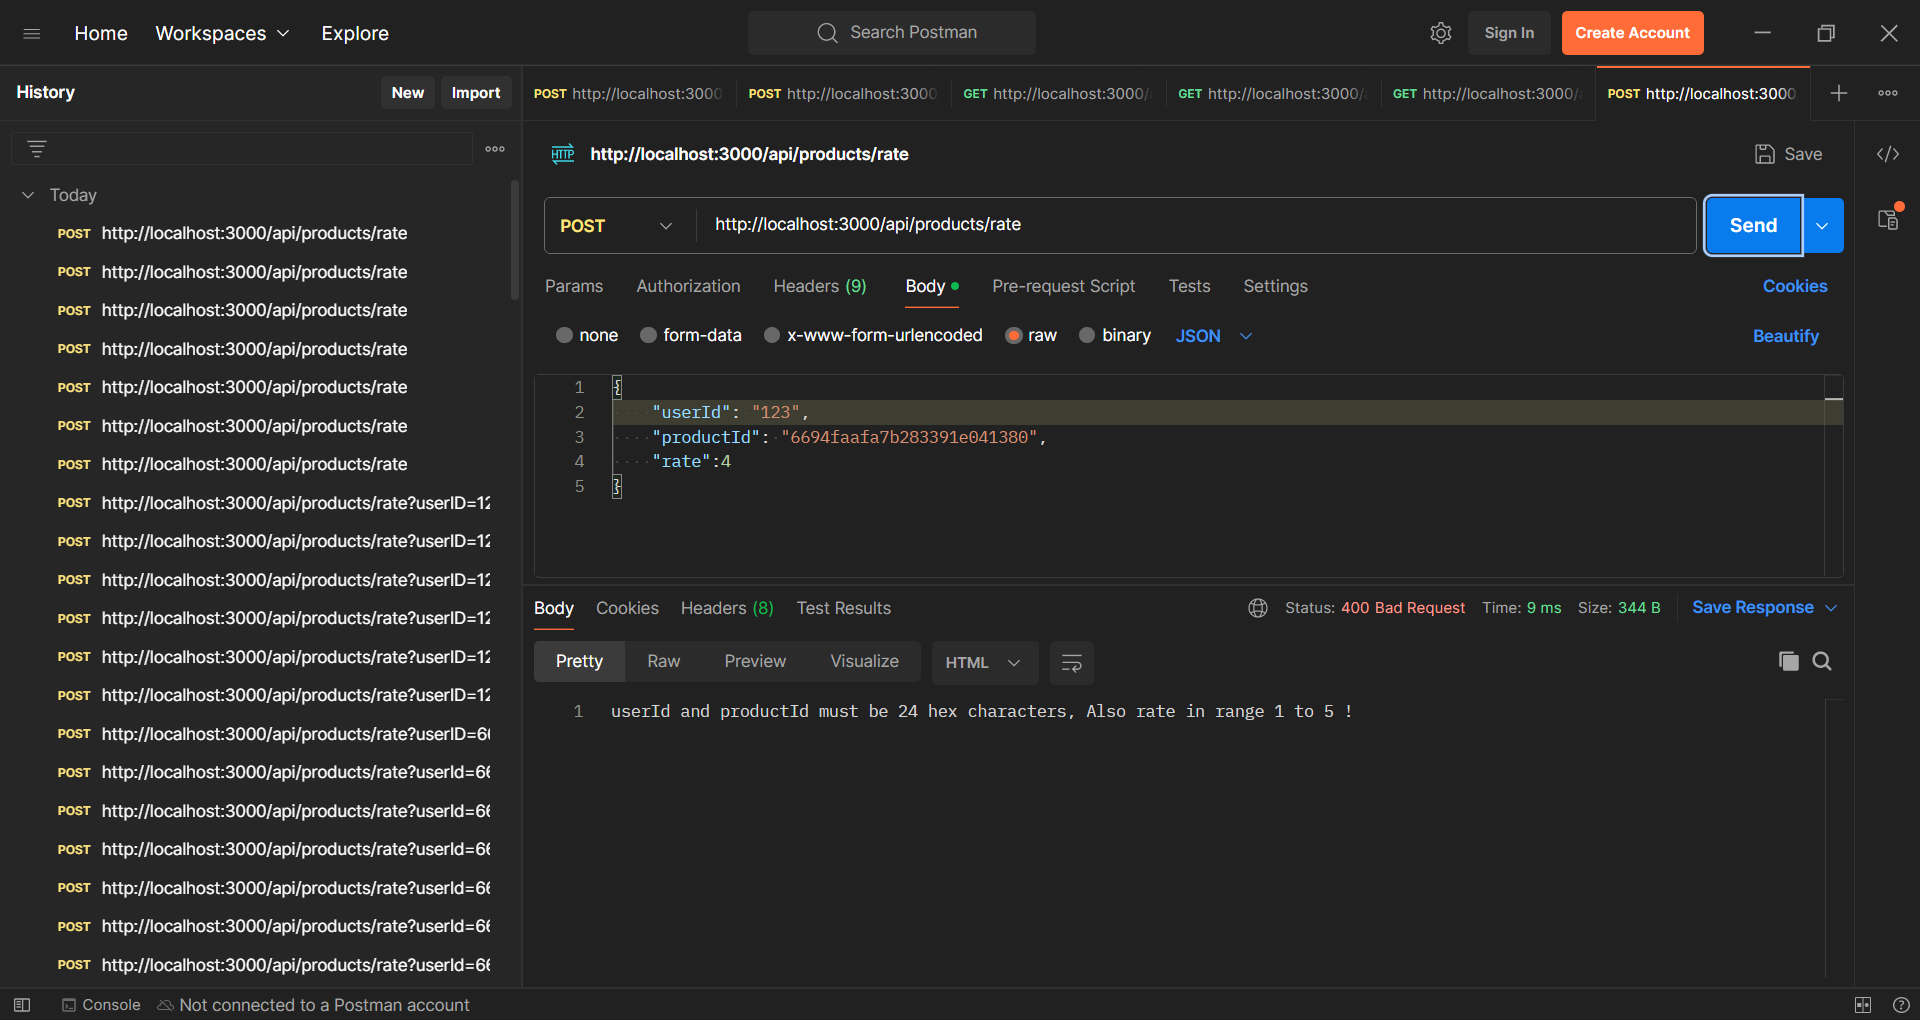 Home Workspaces Explore Search Postman Sign In Create Account
History New Import
POST http://localhost:3000 POST http://localhost:3000 GET http://localhost:3000/ GET http://localhost:3000/ GET http://localhost:3000/ POST http://localhost:3000
HTTP http://localhost:3000/api/products/rate Save
Today
POST http://localhost:3000/api/products/rate
POST http://localhost:3000/api/products/rate
POST http://localhost:3000/api/products/rate
POST http://localhost:3000/api/products/rate
POST http://localhost:3000/api/products/rate
POST http://localhost:3000/api/products/rate
POST http://localhost:3000/api/products/rate
POST http://localhost:3000/api/products/rate?userID=12
POST http://localhost:3000/api/products/rate?userID=12
POST http://localhost:3000/api/products/rate?userID=12
POST http://localhost:3000/api/products/rate?userID=12
POST http://localhost:3000/api/products/rate?userID=12
POST http://localhost:3000/api/products/rate?userID=12
POST http://localhost:3000/api/products/rate?userID=66
POST http://localhost:3000/api/products/rate?userId=66
POST http://localhost:3000/api/products/rate?userId=66
POST http://localhost:3000/api/products/rate?userId=66
POST http://localhost:3000/api/products/rate?userId=66
POST http://localhost:3000/api/products/rate?userId=66
POST http://localhost:3000/api/products/rate?userId=66
POST http://localhost:3000/api/products/rate Send
Params Authorization Headers (9) Body Pre-request Script Tests Settings Cookies
none form-data x-www-form-urlencoded raw binary JSON Beautify
1 {
2 "userId": "123",
3 "productId": "6694faafa7b283391e041380",
4 "rate":4
5 }
Body Cookies Headers (8) Test Results Status: 400 Bad Request Time: 9 ms Size: 344 B Save Response
Pretty Raw Preview Visualize HTML
1 userId and productId must be 24 hex characters, Also rate in range 1 to 5 !
Console Not connected to a Postman account